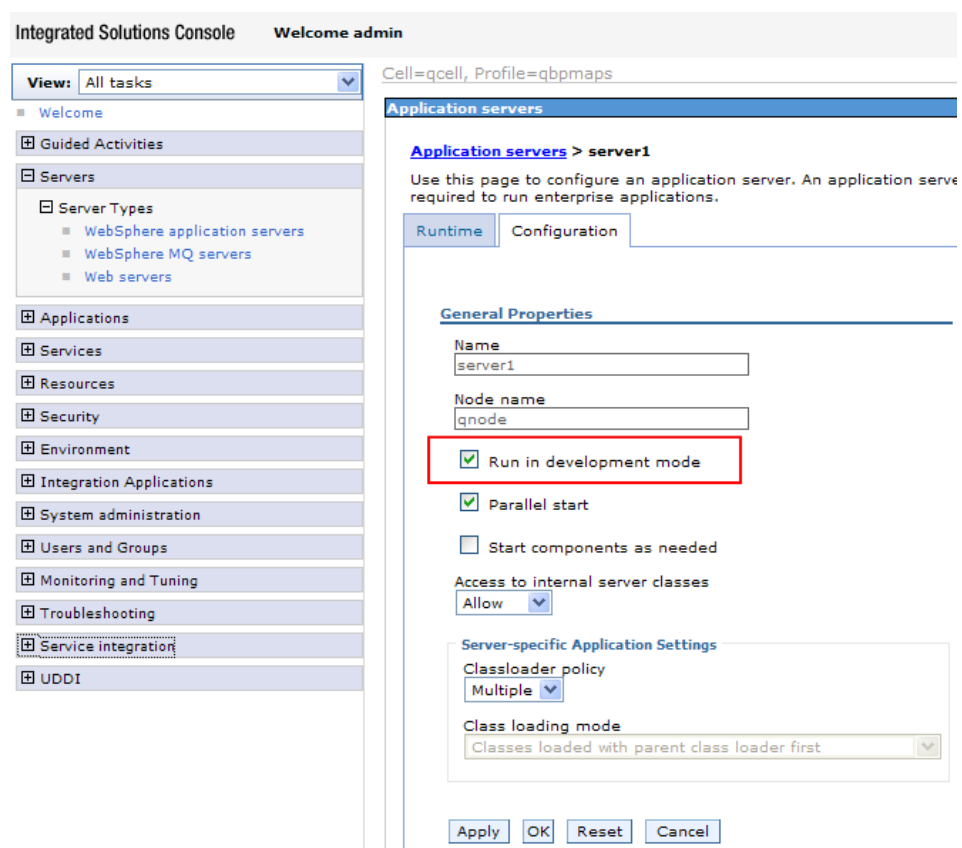 Integrated Solutions Console Welcome admin
View: All tasks
Welcome
Guided Activities
Servers
Server Types
WebSphere application servers
WebSphere MQ servers
Web servers
Applications
Services
Resources
Security
Environment
Integration Applications
System administration
Users and Groups
Monitoring and Tuning
Troubleshooting
Service integration
UDDI
Cell=qcell, Profile=qbpmaps
Application servers
Application servers > server1
Use this page to configure an application server. An application serve
required to run enterprise applications.
Runtime Configuration
General Properties
Name
server1
Node name
qnode
Run in development mode
Parallel start
Start components as needed
Access to internal server classes
Allow
Server-specific Application Settings
Classloader policy
Multiple
Class loading mode
Classes loaded with parent class loader first
Apply OK Reset Cancel